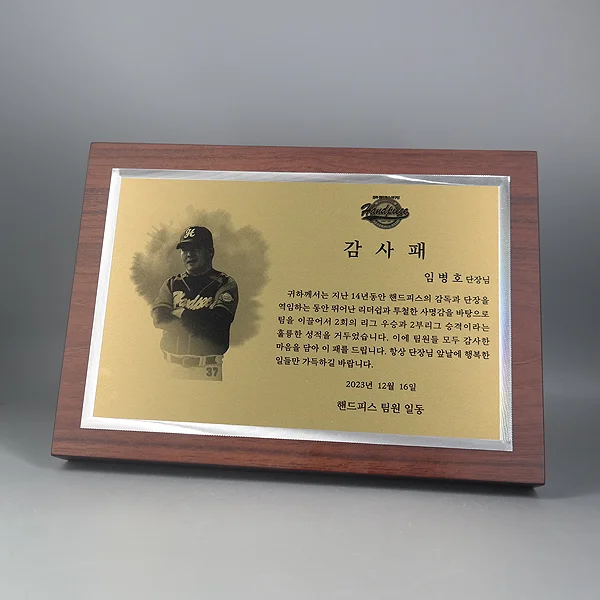 Handpiece
감 사 패
임 병 호 단장님
귀하께서는 지난 14년동안 핸드피스의 감독과 단장을
역임하는 동안 뛰어난 리더쉽과 투철한 사명감을 바탕으로
팀을 이끌어서 2회의 리그 우승과 2부리그 승격이라는
훌륭한 성적을 거두었습니다. 이에 팀원들 모두 감사한
마음을 담아 이 패를 드립니다. 항상 단장님 앞날에 행복한
일들만 가득하길 바랍니다.
2023년 12월 16일
핸드피스 팀원 일동
H
Handpiece
37